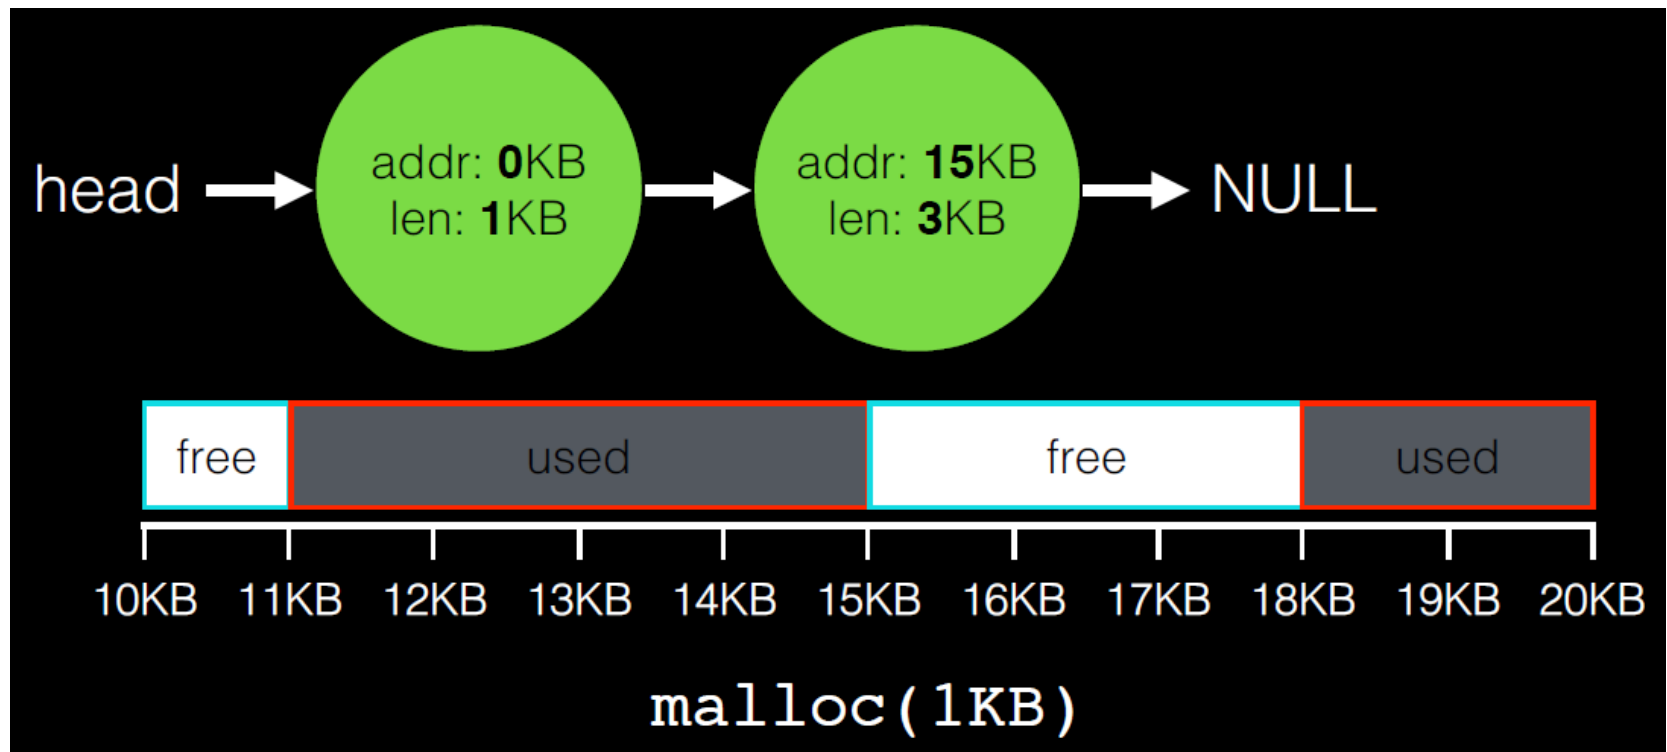 head
addr: 0KB
len: 1KB
addr: 15KB
len: 3KB
NULL
free
used
free
used
10KB 11KB 12KB 13KB 14KB 15KB 16KB 17KB 18KB 19KB 20KB
malloc(1KB)